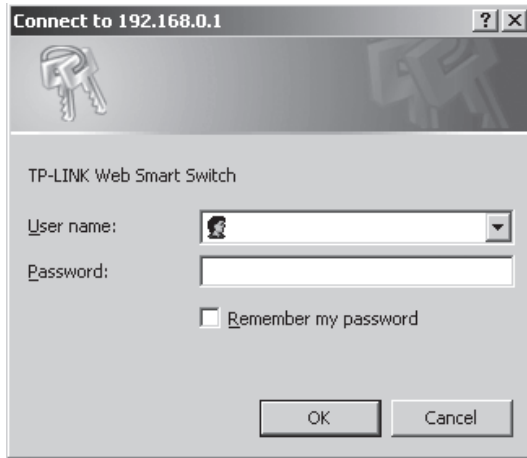 Connect to 192.168.0.1
TP-LINK Web Smart Switch
User name:
Password:
Remember my password
OK Cancel